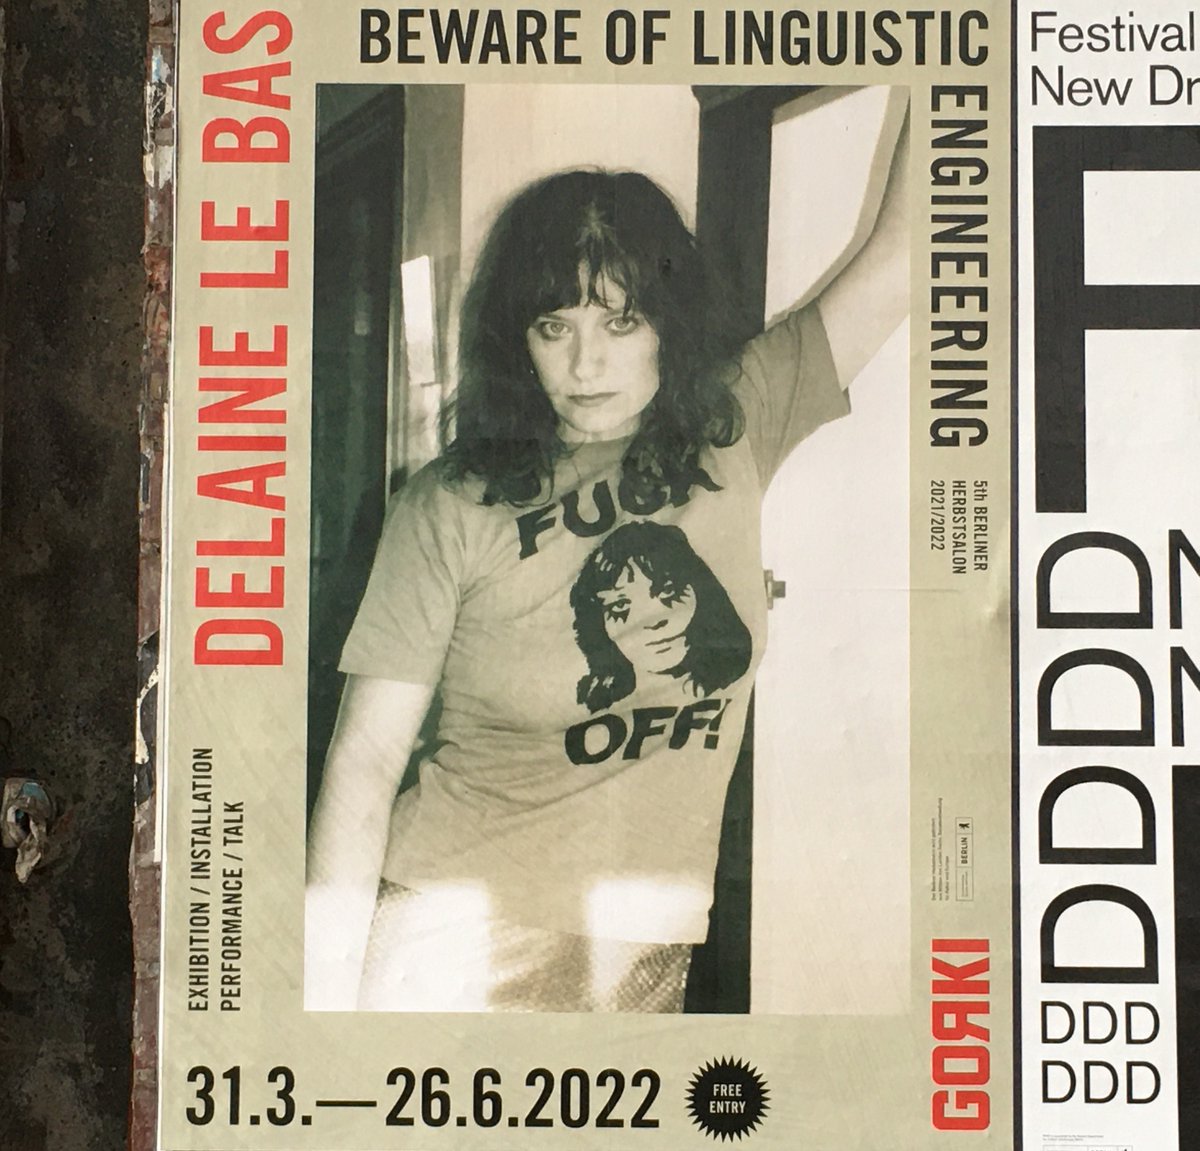 BEWARE OF LINGUISTIC
ENGINEERING
DELAINE LE BAS
5th BERLINER
HERBSTSALON
2021/2022
FUCK
OFF!
EXHIBITION / INSTALLATION
PERFORMANCE / TALK
BERLIN
GORKI
31.3.—26.6.2022
FREE
ENTRY
Festival
New Dr
F
D
D
D
D
DDD
DDD